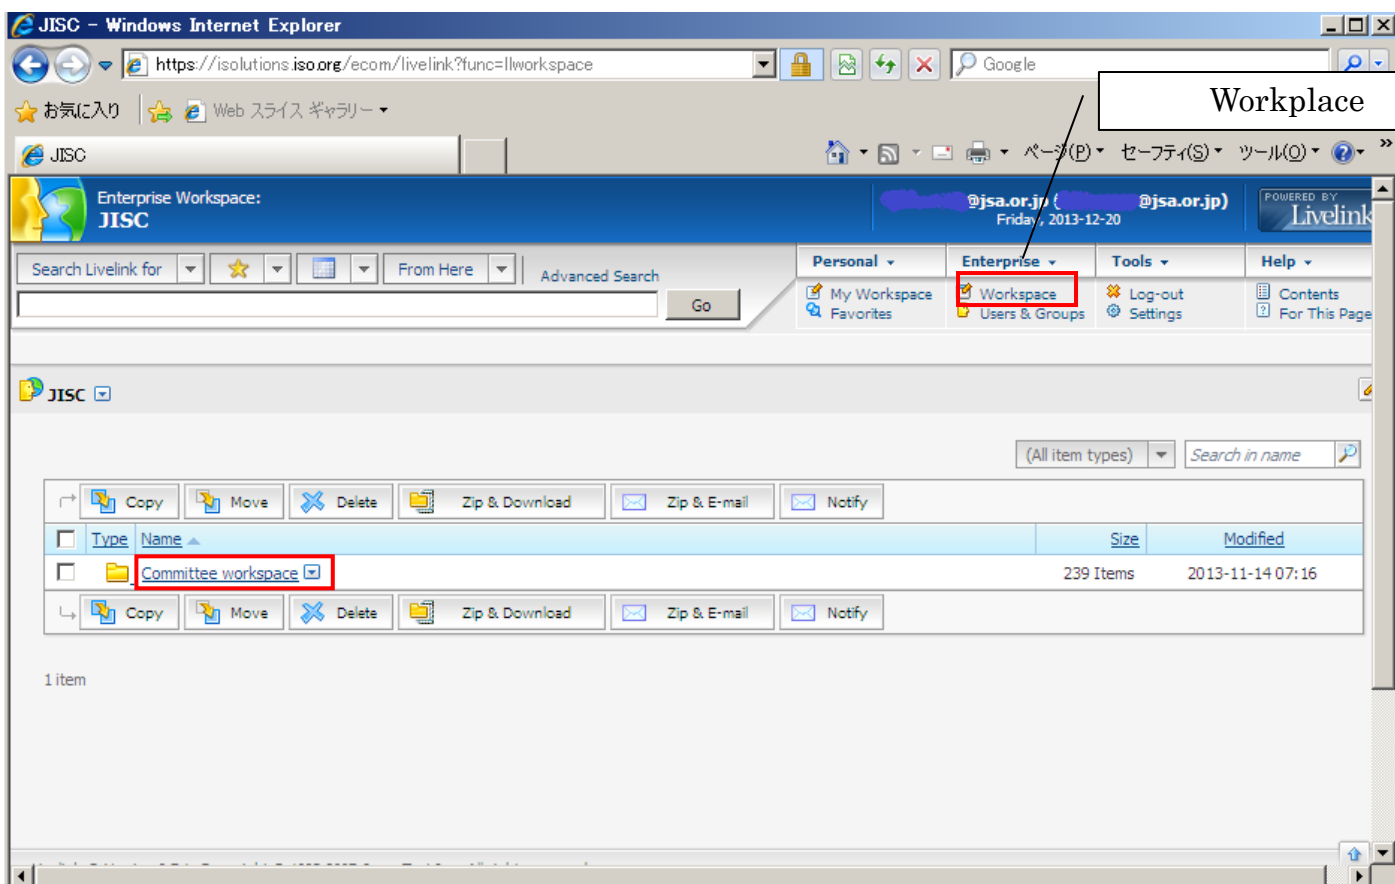 JISC - Windows Internet Explorer
https://isolutions.iso.org/ecom/livelink?func=llworkspace
Google
Workplace
お気に入り
Web スライス ギャラリー
JISC
ページ(P)
セーフティ(S)
ツール(O)
»
Enterprise Workspace:
JISC
@jsa.or.jp (
@jsa.or.jp)
Friday, 2013-12-20
POWERED BY
Livelink
Search Livelink for
From Here
Advanced Search
Go
Personal
Enterprise
Tools
Help
My Workspace
Workspace
Log-out
Contents
Favorites
Users & Groups
Settings
For This Page
JISC
(All item types)
Search in name
Copy
Move
Delete
Zip & Download
Zip & E-mail
Notify
Type
Name
Size
Modified
Committee workspace
239 Items
2013-11-14 07:16
Copy
Move
Delete
Zip & Download
Zip & E-mail
Notify
1 item